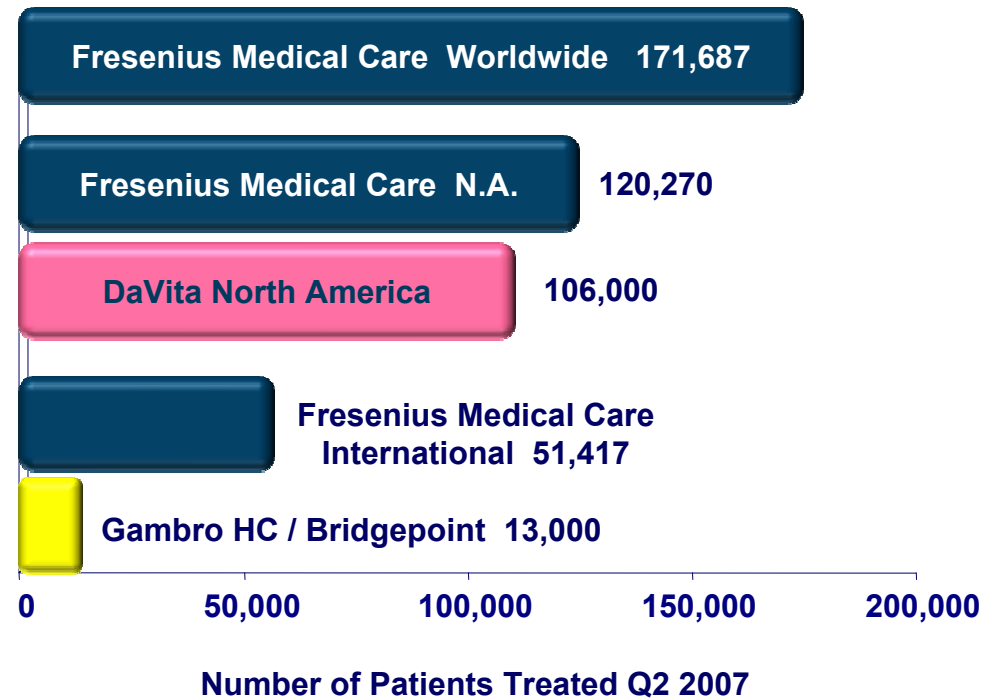 Fresenius Medical Care Worldwide 171,687
Fresenius Medical Care N.A. 120,270
DaVita North America 106,000
Fresenius Medical Care
International 51,417
Gambro HC / Bridgepoint 13,000
0 50,000 100,000 150,000 200,000
Number of Patients Treated Q2 2007